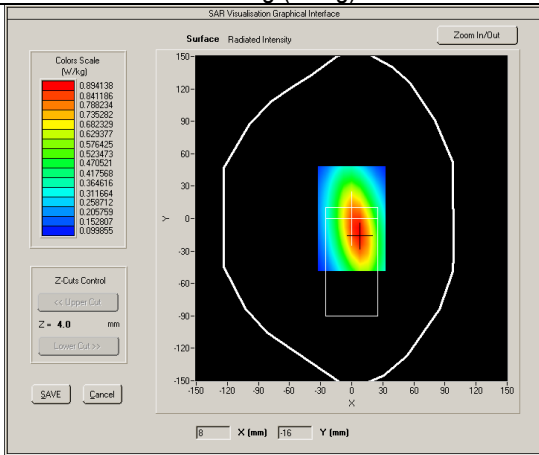 SAR Visualisation Graphical Interface
Surface Radiated Intensity
Zoom In/Out
Colors Scale
(W/kg)
0.894138
0.841186
0.788234
0.735282
0.682329
0.629377
0.576425
0.523473
0.470521
0.417568
0.364616
0.311664
0.258712
0.205759
0.152807
0.099855
Z-Cuts Control
<< Upper Cut
Z = 4.0 mm
Lower Cut >>
SAVE Cancel
150
120
90
60
30
0
-30
-60
-90
-120
-150
Y
-150 -120 -90 -60 -30 0 30 60 90 120 150
X
8 X (mm) -16 Y (mm)